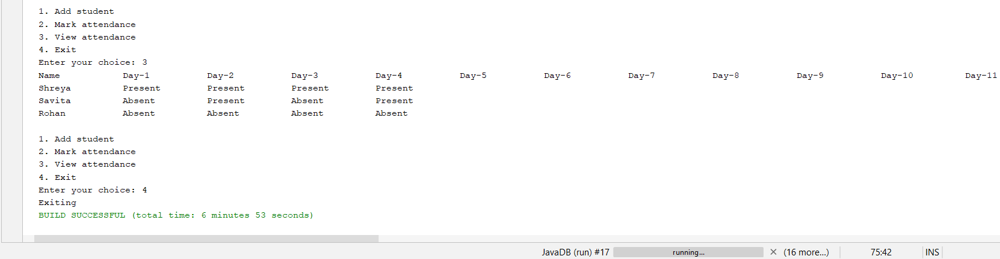 1. Add student
2. Mark attendance
3. View attendance
4. Exit
Enter your choice: 3
Name Day-1 Day-2 Day-3 Day-4 Day-5 Day-6 Day-7 Day-8 Day-9 Day-10 Day-11
Shreya Present Present Present Present
Savita Absent Present Absent Present
Rohan Absent Absent Absent Absent
1. Add student
2. Mark attendance
3. View attendance
4. Exit
Enter your choice: 4
Exiting
BUILD SUCCESSFUL (total time: 6 minutes 53 seconds)
JavaDB (run) #17 running... (16 more...) 75:42 INS